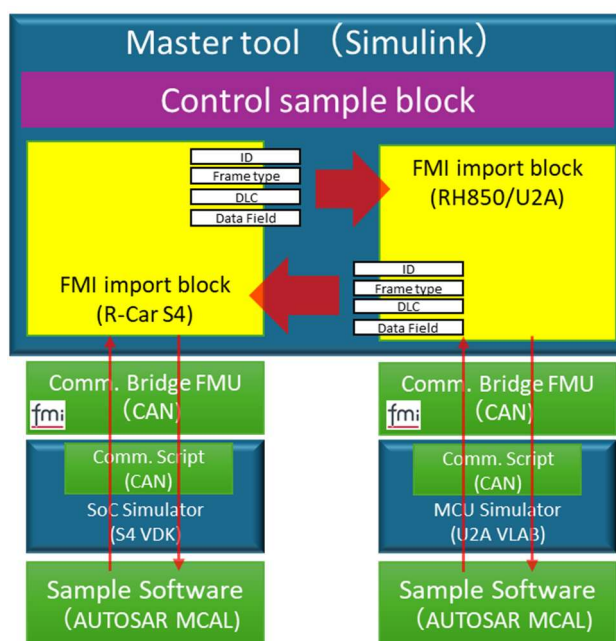 Master tool （Simulink）
Control sample block
ID
Frame type
DLC
Data Field
FMI import block
(RH850/U2A)
FMI import block
(R-Car S4)
ID
Frame type
DLC
Data Field
Comm. Bridge FMU
（CAN）
fmi
Comm. Script
(CAN)
SoC Simulator
(S4 VDK)
Sample Software
（AUTOSAR MCAL）
Comm. Bridge FMU
（CAN）
fmi
Comm. Script
(CAN)
MCU Simulator
(U2A VLAB)
Sample Software
（AUTOSAR MCAL）